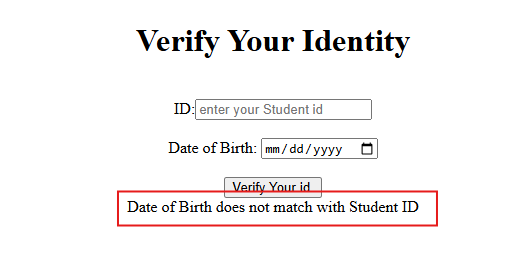 Verify Your Identity
ID: enter your Student id
Date of Birth: mm/dd/yyyy
Verify Your id
Date of Birth does not match with Student ID